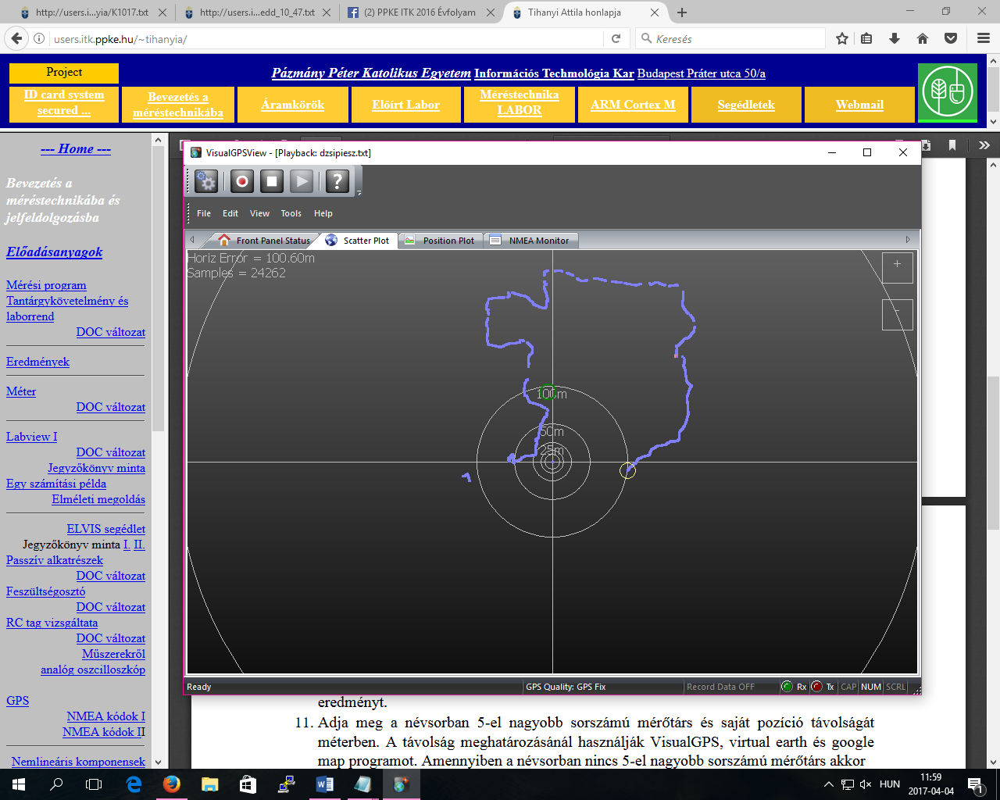 http://users.i...yia/K1017.txt
http://users.i...edd_10_47.txt
(2) PPKE ITK 2016 Évfolyam
Tihanyi Attila honlapja
users.itk.ppke.hu/~tihanyia/
Keresés
Project
Pázmány Péter Katolikus Egyetem Információs Technológia Kar Budapest Práter utca 50/a
ID card system secured ...
Bevezetés a méréstechnikába
Áramkörök
Előírt Labor
Méréstechnika LABOR
ARM Cortex M
Segédletek
Webmail
--- Home ---
Bevezetés a
méréstechnikába és
jelfeldolgozásba
Előadásanyagok
Mérési program
Tantárgykövetelmény és
laborrend
DOC változat
Eredmények
Méter
DOC változat
Labview I
DOC változat
Jegyzőkönyv minta
Egy számítási példa
Elméleti megoldás
ELVIS segédlet
Jegyzőkönyv minta I. II.
Passzív alkatrészek
DOC változat
Feszültségosztó
DOC változat
RC tag vizsgáltata
DOC változat
Műszerekről
analóg oszcilloszkóp
GPS
NMEA kódok I
NMEA kódok II
Nemlineáris komponensek
VisualGPSView - [Playback: dzsipiesz.txt]
File Edit View Tools Help
Front Panel Status
Scatter Plot
Position Plot
NMEA Monitor
Horiz Error = 100.60m
Samples = 24262
+
-
100m
50m
25m
Ready
GPS Quality: GPS Fix
Record Data OFF
Rx
Tx
CAP
NUM
SCRL
eredményt.
11. Adja meg a névsorban 5-el nagyobb sorszámú mérőtárs és saját pozíció távolságát
méterben. A távolság meghatározásánál használják VisualGPS, virtual earth és google
map programot. Amennyiben a névsorban nincs 5-el nagyobb sorszámú mérőtárs akkor
HUN
11:59
2017-04-04
1